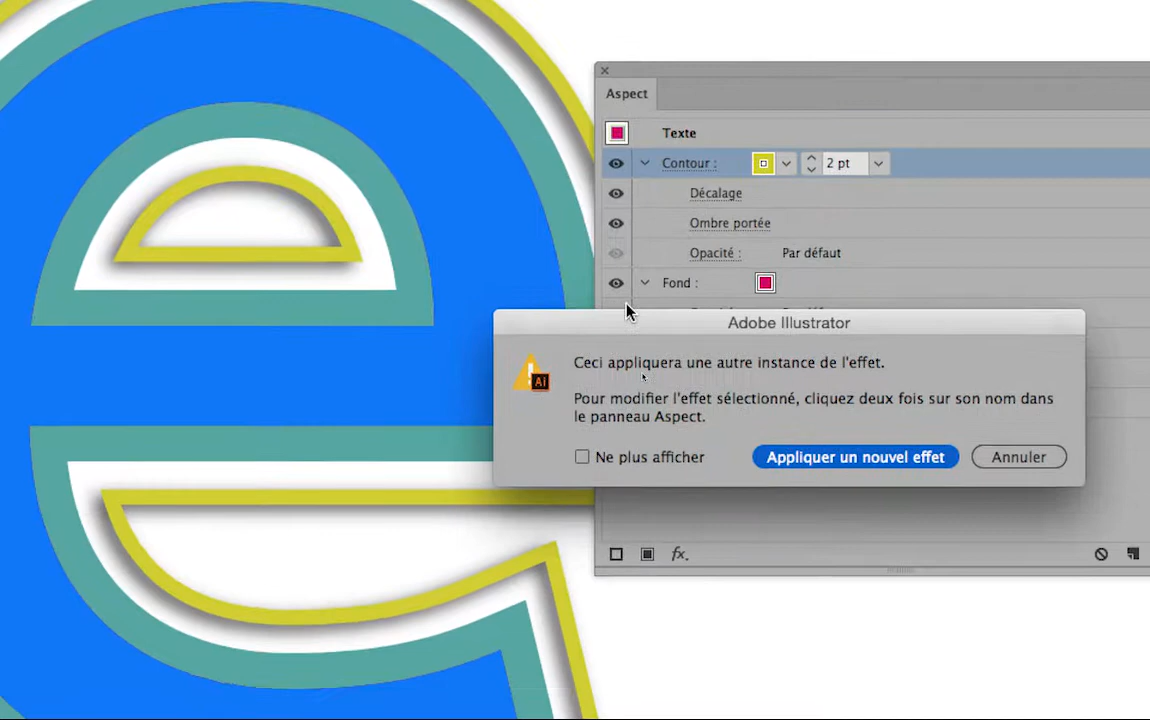 Aspect
Texte
Contour : 2 pt
Décalage
Ombre portée
Opacité : Par défaut
Fond :
Adobe Illustrator
Ceci appliquera une autre instance de l'effet.
Ai
Pour modifier l'effet sélectionné, cliquez deux fois sur son nom dans
le panneau Aspect.
Ne plus afficher Appliquer un nouvel effet Annuler
fx.
e